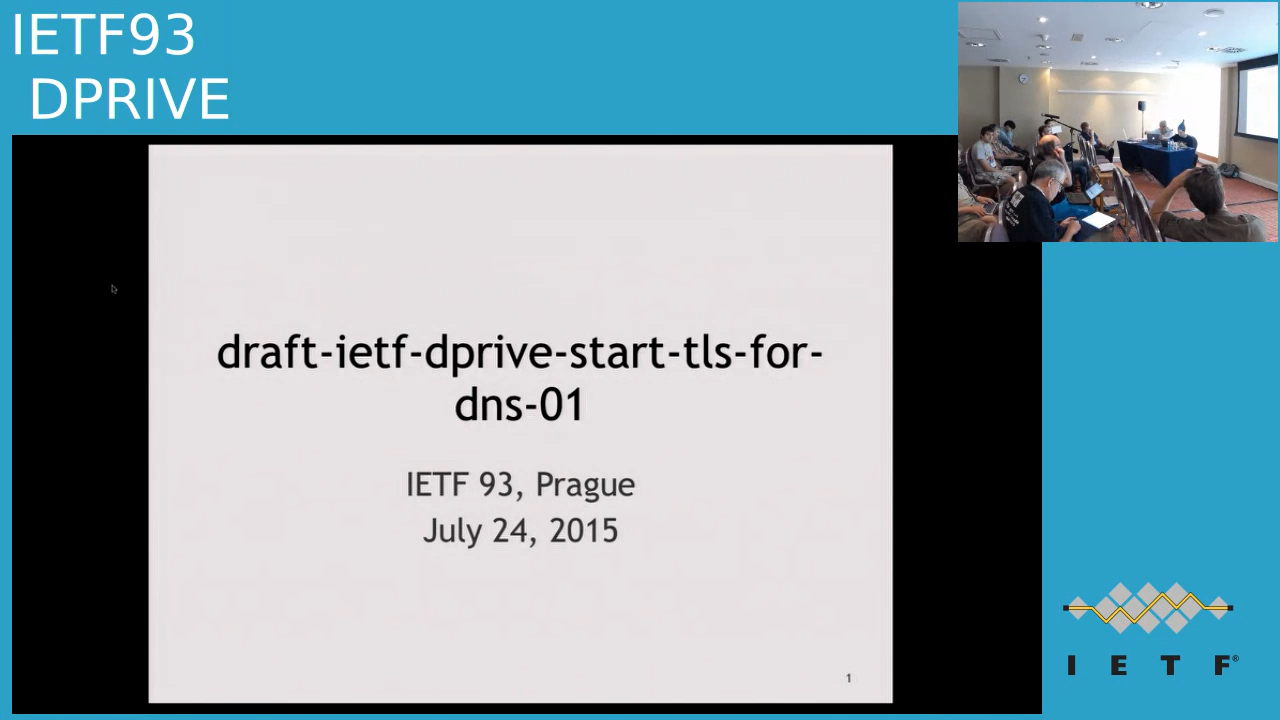 IETF93
DPRIVE
draft-ietf-dprive-start-tls-for-
dns-01
IETF 93, Prague
July 24, 2015
1
I E T F®